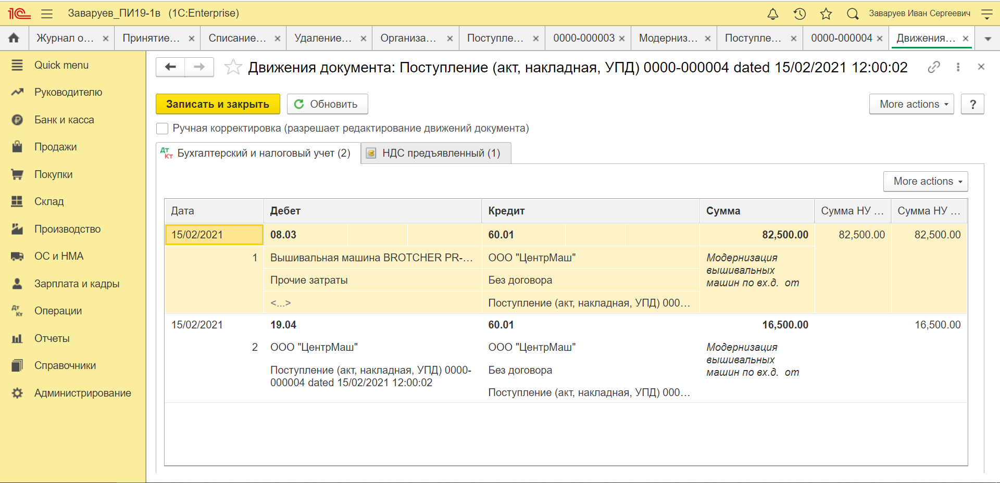 1С Заваруев_ПИ19-1в (1C:Enterprise) Заваруев Иван Сергеевич
Журнал о... Принятие... Списание... Удаление... Организа... Поступле... 0000-000003 Модерниз... Поступле... 0000-000004 Движения...
Quick menu
Руководителю
Банк и касса
Продажи
Покупки
Склад
Производство
ОС и НМА
Зарплата и кадры
Операции
Отчеты
Справочники
Администрирование
Движения документа: Поступление (акт, накладная, УПД) 0000-000004 dated 15/02/2021 12:00:02
Записать и закрыть Обновить More actions ?
Ручная корректировка (разрешает редактирование движений документа)
Дт Кт Бухгалтерский и налоговый учет (2) НДС предъявленный (1)
More actions
Дата Дебет Кредит Сумма Сумма НУ ... Сумма НУ ...
15/02/2021 08.03 60.01 82,500.00 82,500.00 82,500.00
1 Вышивальная машина BROTCHER PR-... ООО "ЦентрМаш" Модернизация
вышивальных
Прочие затраты Без договора машин по вх.д. от
<...> Поступление (акт, накладная, УПД) 000...
15/02/2021 19.04 60.01 16,500.00 16,500.00
2 ООО "ЦентрМаш" ООО "ЦентрМаш" Модернизация
вышивальных
Поступление (акт, накладная, УПД) 0000- Без договора машин по вх.д. от
000004 dated 15/02/2021 12:00:02
Поступление (акт, накладная, УПД) 000...